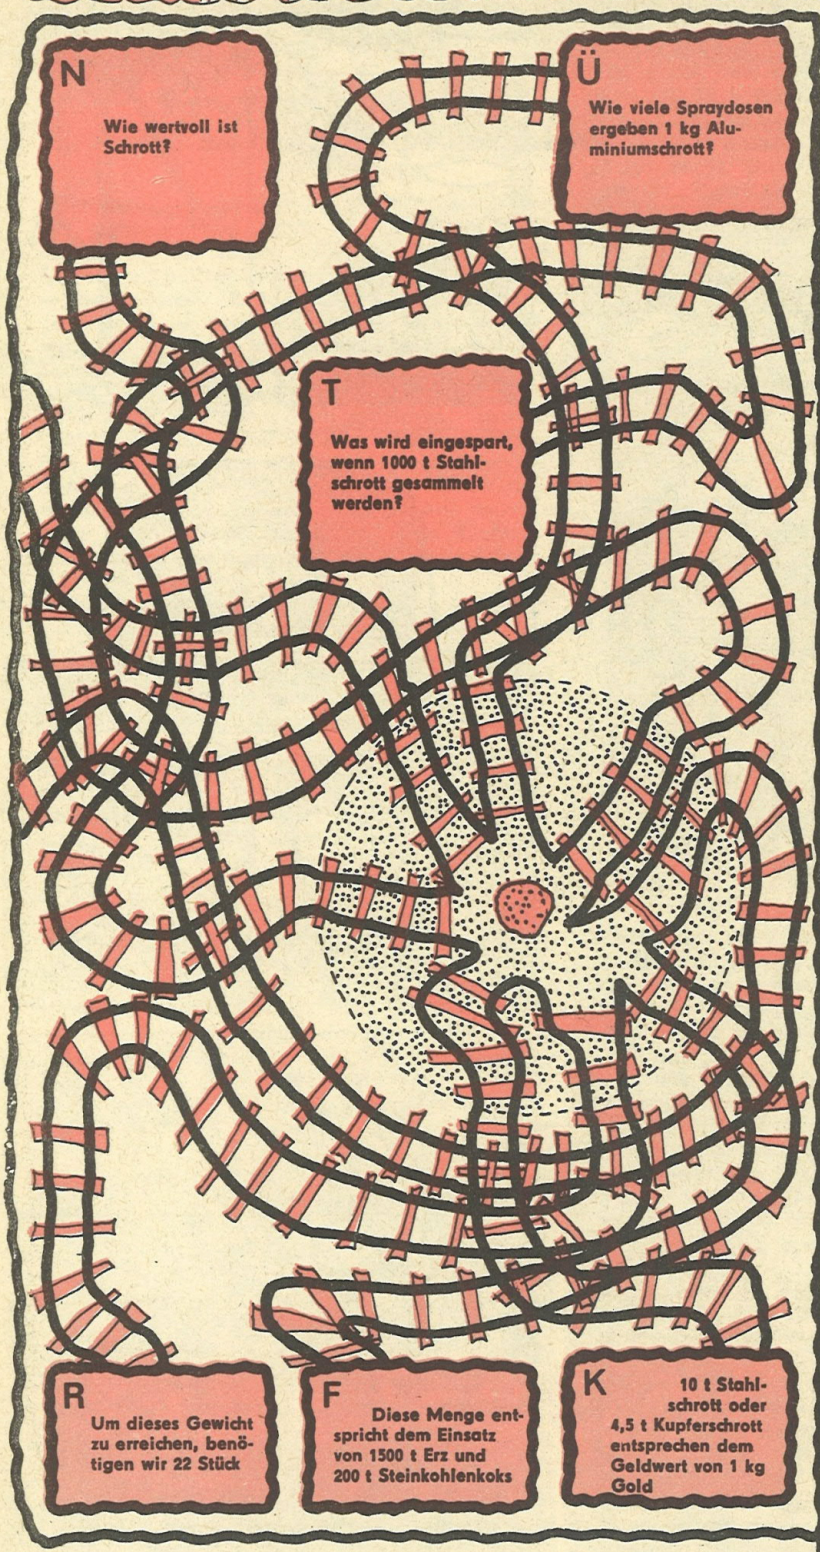 N
Wie wertvoll ist
Schrott?
Ü
Wie viele Spraydosen
ergeben 1 kg Alu-
miniumschrott?
T
Was wird eingespart,
wenn 1000 t Stahl-
schrott gesammelt
werden?
R
Um dieses Gewicht
zu erreichen, benö-
tigen wir 22 Stück
F
Diese Menge ent-
spricht dem Einsatz
von 1500 t Erz und
200 t Steinkohlenkoks
K
10 t Stahl-
schrott oder
4,5 t Kupferschrott
entsprechen dem
Geldwert von 1 kg
Gold